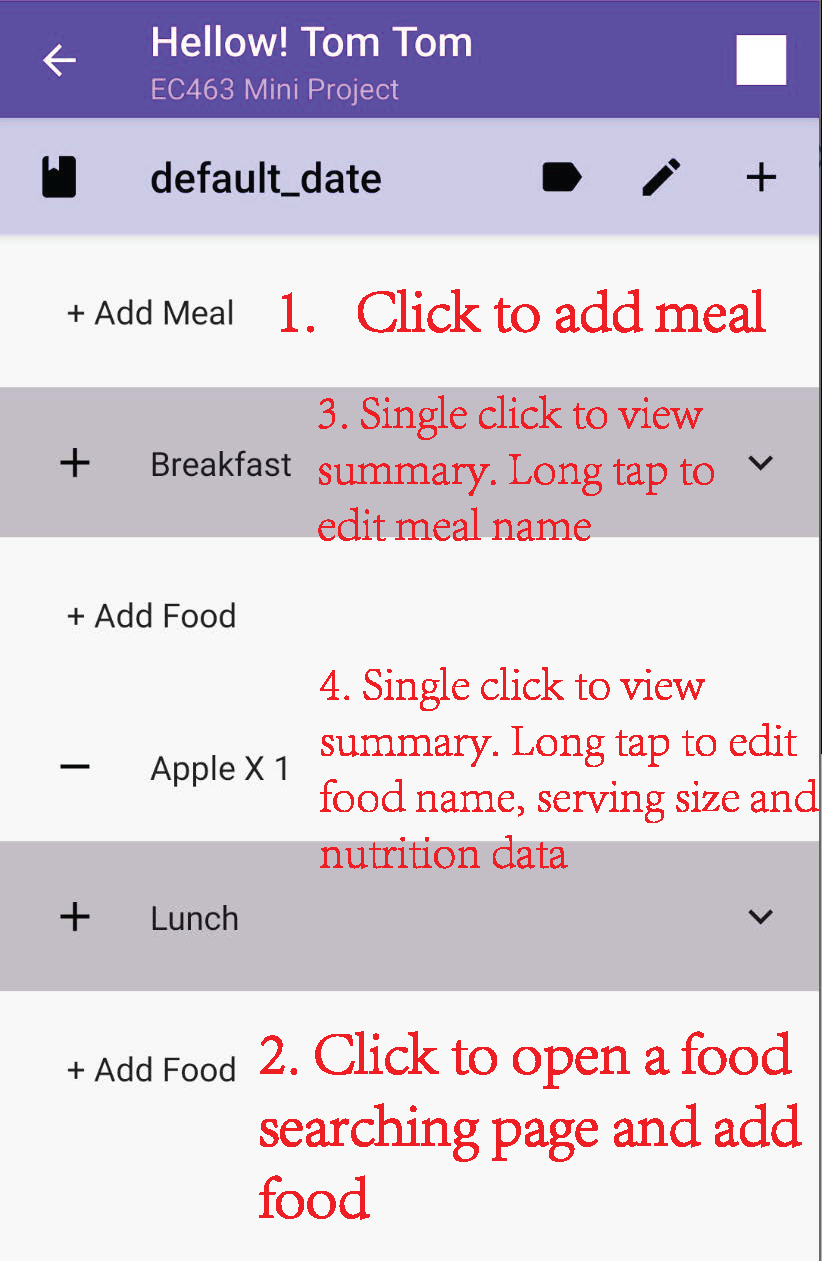 Hellow! Tom Tom
EC463 Mini Project
default_date
+ Add Meal
1. Click to add meal
Breakfast
3. Single click to view
summary. Long tap to
edit meal name
+ Add Food
Apple X 1
4. Single click to view
summary. Long tap to edit
food name, serving size and
nutrition data
Lunch
+ Add Food
2. Click to open a food
searching page and add
food